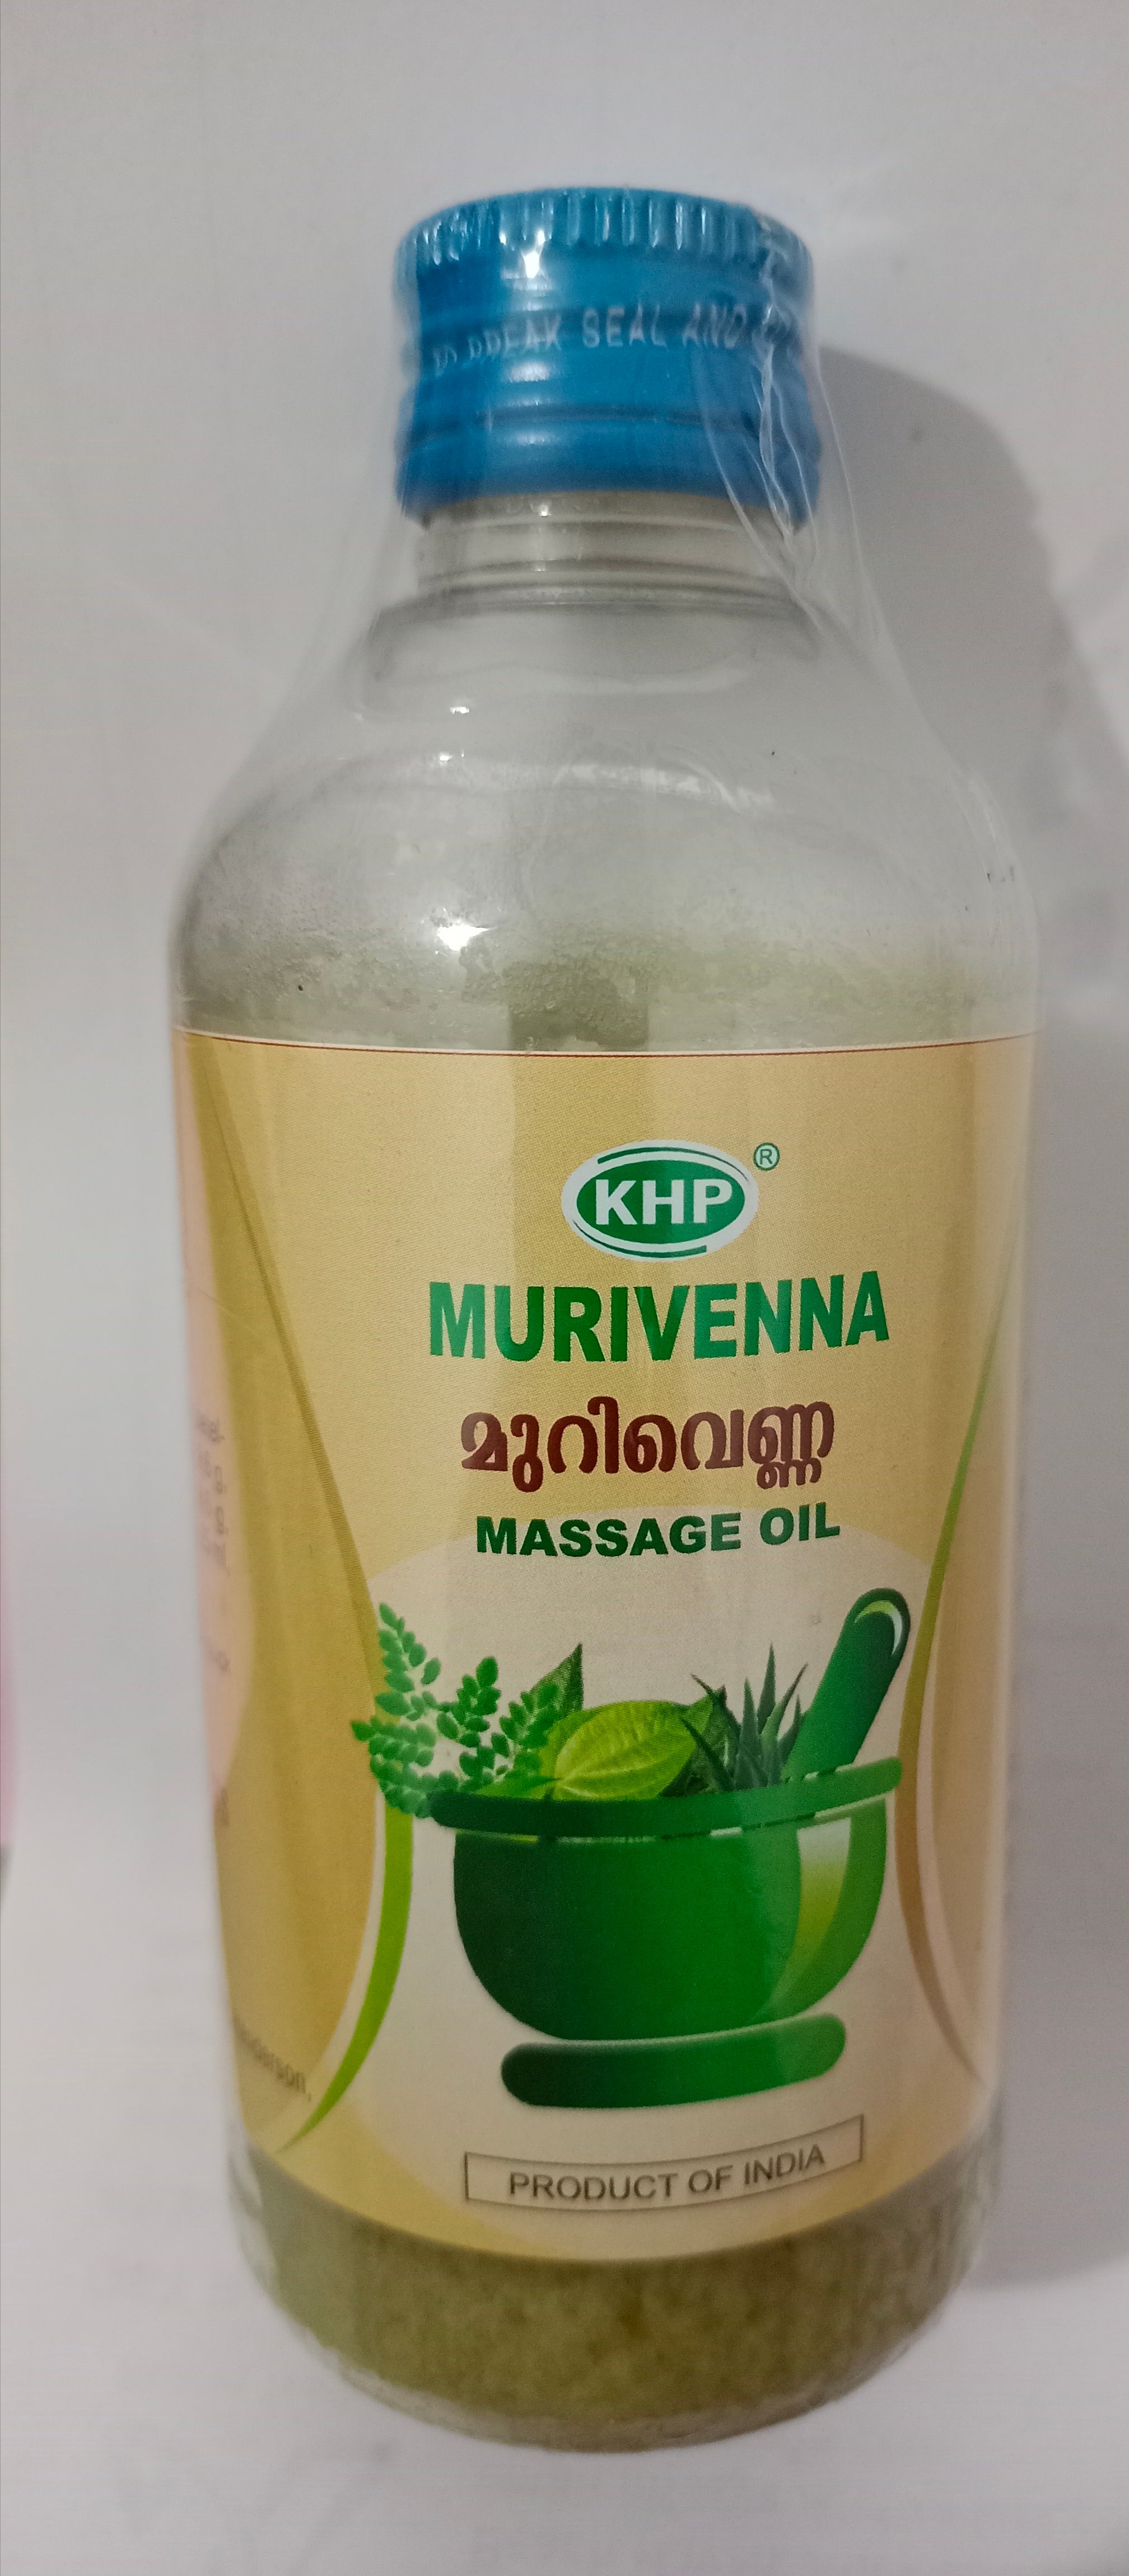 BREAK SEAL AND
KHP ®
MURIVENNA
മുറിവെണ്ണ
MASSAGE OIL
PRODUCT OF INDIA